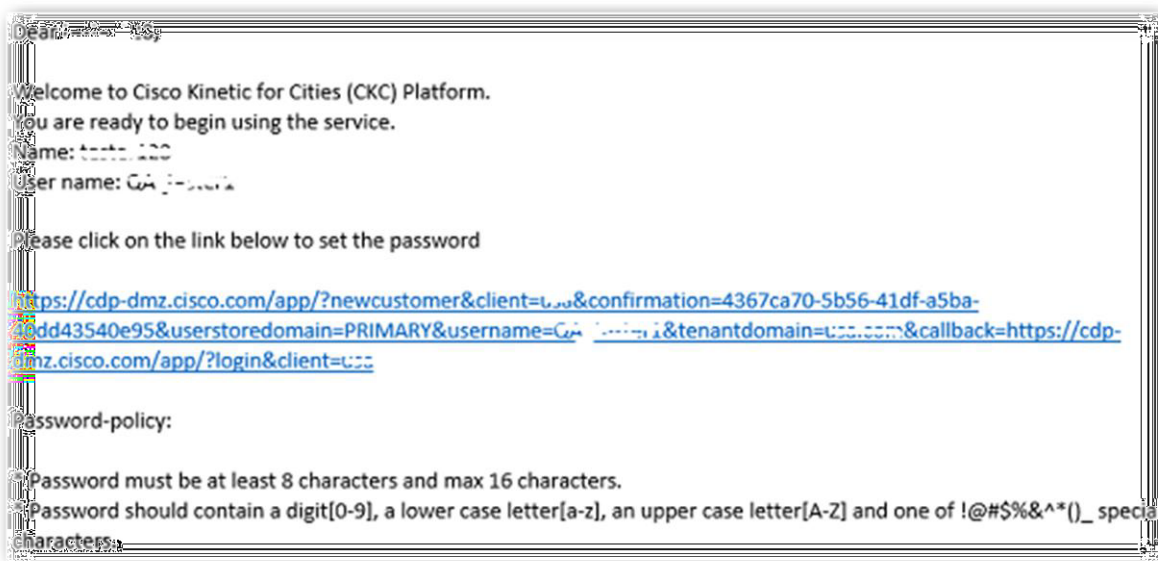 Dear
Welcome to Cisco Kinetic for Cities (CKC) Platform.
You are ready to begin using the service.
Name:
User name:
Please click on the link below to set the password
https://cdp-dmz.cisco.com/app/?newcustomer&client= &confirmation=4367ca70-5b56-41df-a5ba-
40dd43540e95&userstoredomain=PRIMARY&username= &tenantdomain= &callback=https://cdp-
dmz.cisco.com/app/?login&client=
Password-policy:
* Password must be at least 8 characters and max 16 characters.
* Password should contain a digit[0-9], a lower case letter[a-z], an upper case letter[A-Z] and one of !@#$%&^*()_ specia
characters.